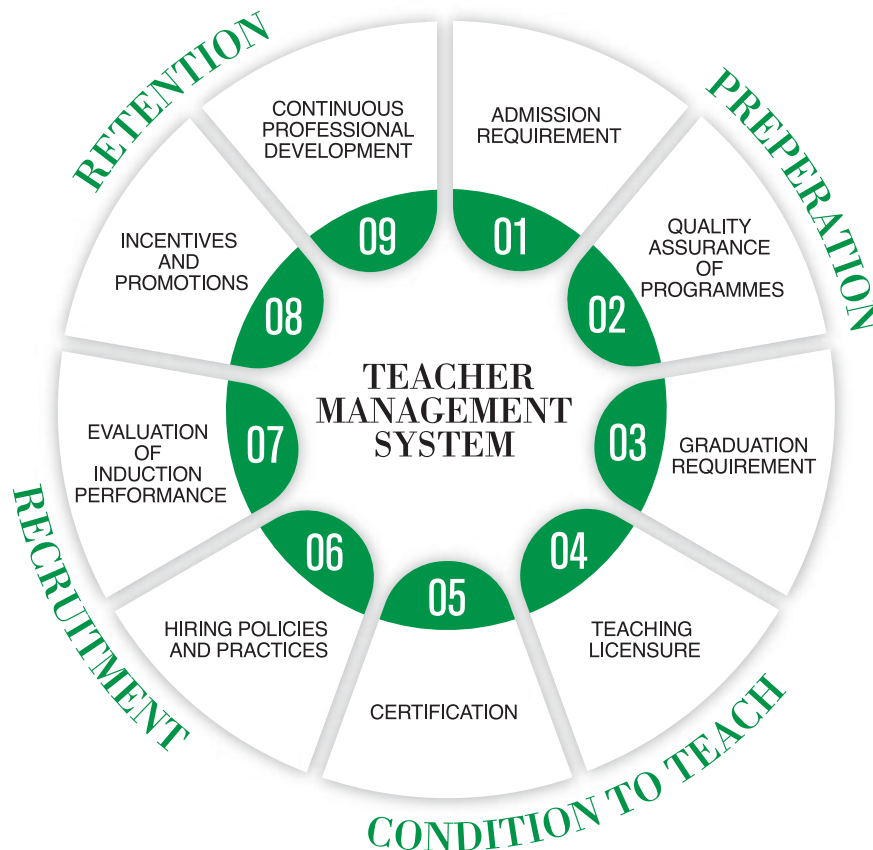 TEACHER
MANAGEMENT
SYSTEM
PREPERATION
01
ADMISSION
REQUIREMENT
02
QUALITY
ASSURANCE
OF
PROGRAMMES
03
GRADUATION
REQUIREMENT
CONDITION TO TEACH
04
TEACHING
LICENSURE
05
CERTIFICATION
RECRUITMENT
06
HIRING POLICIES
AND PRACTICES
07
EVALUATION
OF
INDUCTION
PERFORMANCE
RETENTION
08
INCENTIVES
AND
PROMOTIONS
09
CONTINUOUS
PROFESSIONAL
DEVELOPMENT